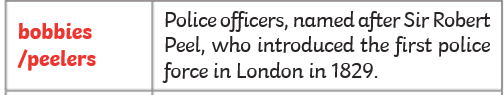 bobbies
/peelers
Police officers, named after Sir Robert
Peel, who introduced the first police
force in London in 1829.